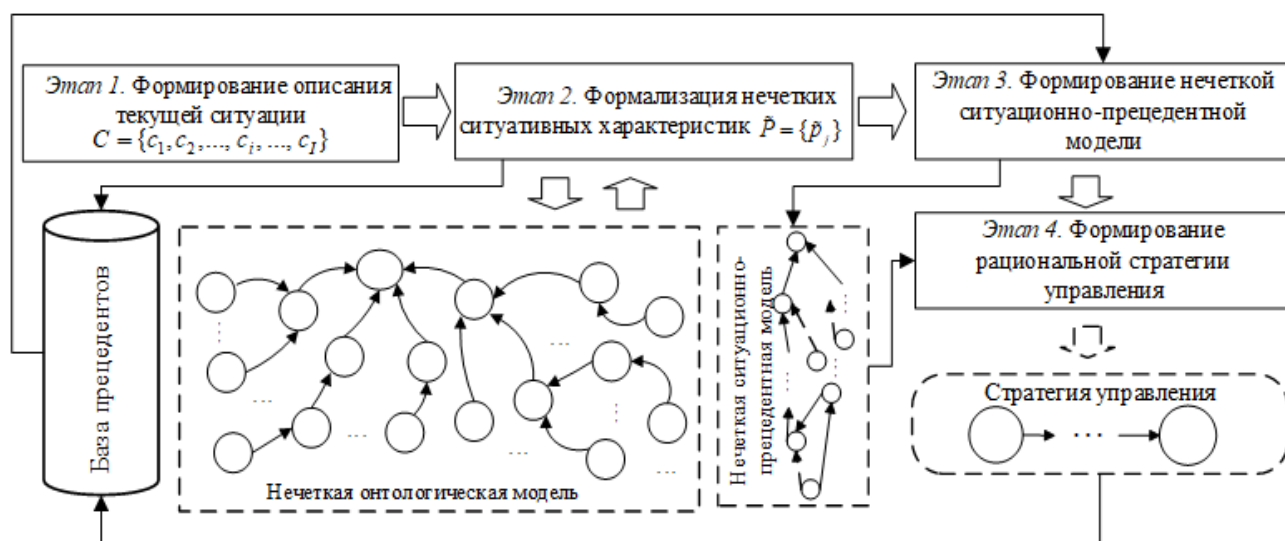 Этап 1. Формирование описания
текущей ситуации
C = {c₁, c₂, ..., cᵢ, ..., c_I}
Этап 2. Формализация нечетких
ситуативных характеристик P̃ = {p̃ⱼ}
Этап 3. Формирование нечеткой
ситуационно-прецедентной
модели
Этап 4. Формирование
рациональной стратегии
управления
База прецедентов
Нечеткая онтологическая модель
Нечеткая ситуационно-
прецедентная модель
Стратегия управления